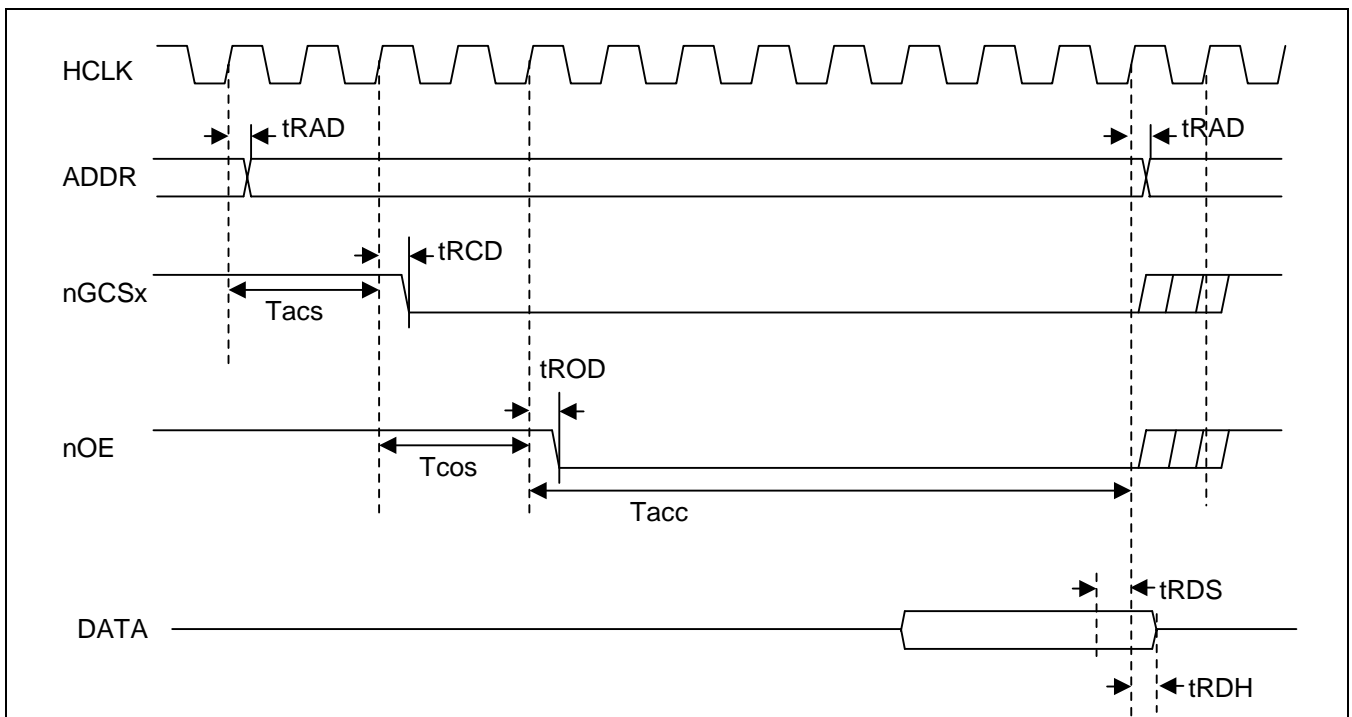 HCLK
tRAD
tRAD
ADDR
tRCD
nGCSx
Tacs
tROD
nOE
Tcos
Tacc
tRDS
DATA
tRDH